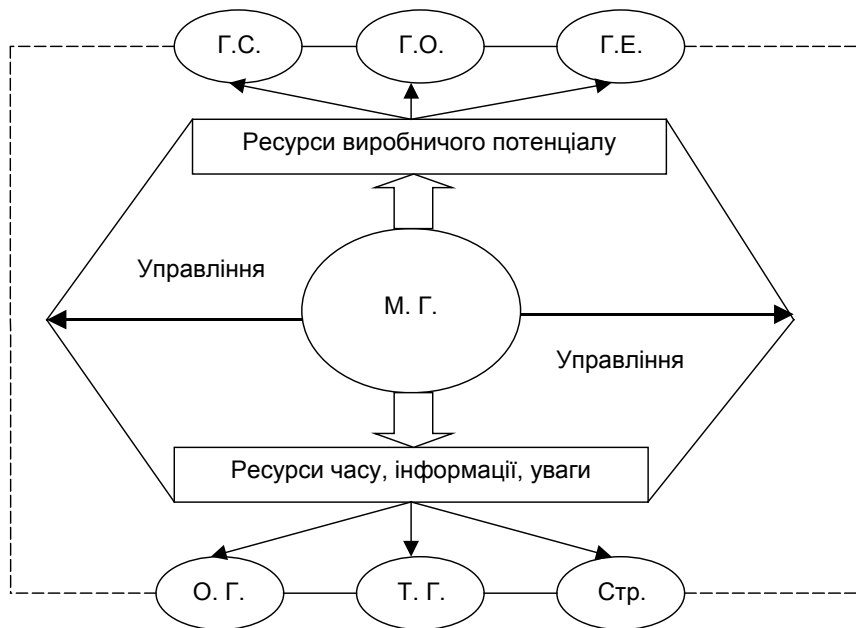 Г.С.
Г.О.
Г.Е.
Ресурси виробничого потенціалу
Управління
М. Г.
Управління
Ресурси часу, інформації, уваги
О. Г.
Т. Г.
Стр.